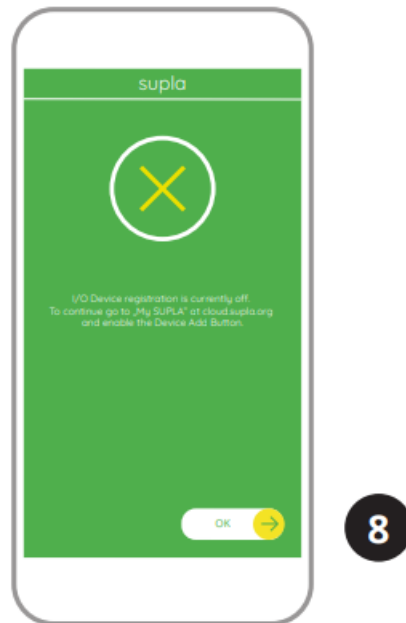 supla
I/O Device registration is currently off.
To continue go to „My SUPLA" at cloud.supla.org
and enable the Device Add Button.
OK
8